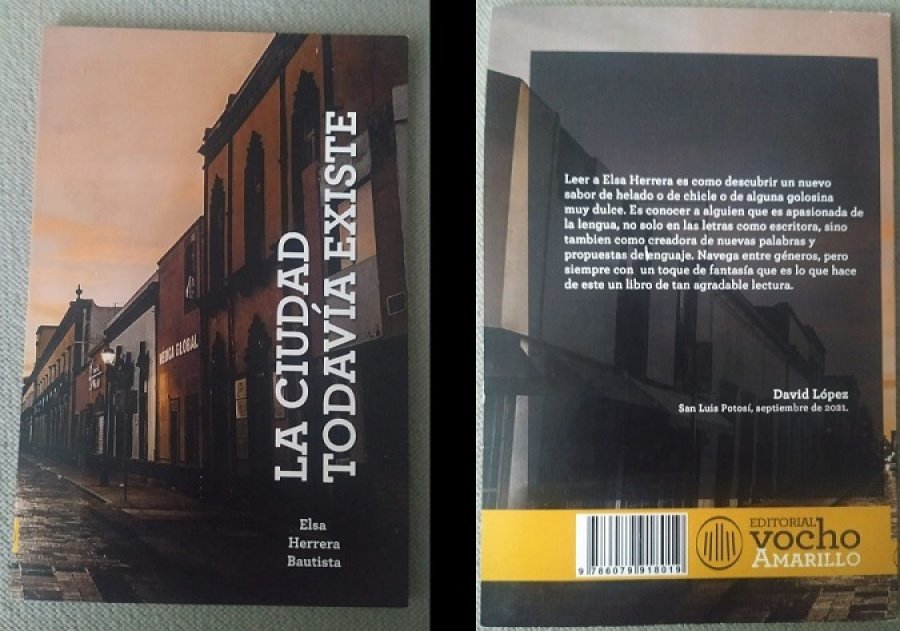 LA CIUDAD
TODAVÍA EXISTE
MÉDICA GLOBAL
Elsa
Herrera
Bautista
Leer a Elsa Herrera es como descubrir un nuevo
sabor de helado o de chicle o de alguna golosina
muy dulce. Es conocer a alguien que es apasionada de
la lengua, no solo en las letras como escritora, sino
tambien como creadora de nuevas palabras y
propuestas de lenguaje. Navega entre géneros, pero
siempre con un toque de fantasía que es lo que hace
de este un libro de tan agradable lectura.
David López
San Luis Potosí, septiembre de 2021.
9 786079 918019
EDITORIAL
vocho
AMARILLO